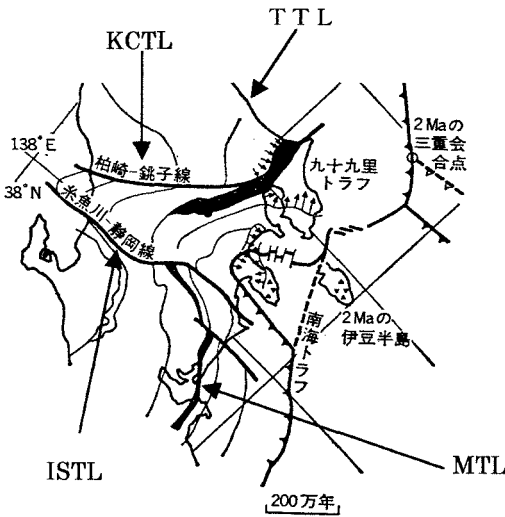 TTL
KCTL
138°E
38°N
柏崎-銚子線
糸魚川-静岡線
2Maの
三重会
合点
九十九里
トラフ
2Maの
伊豆半島
南海トラフ
ISTL
MTL
200万年